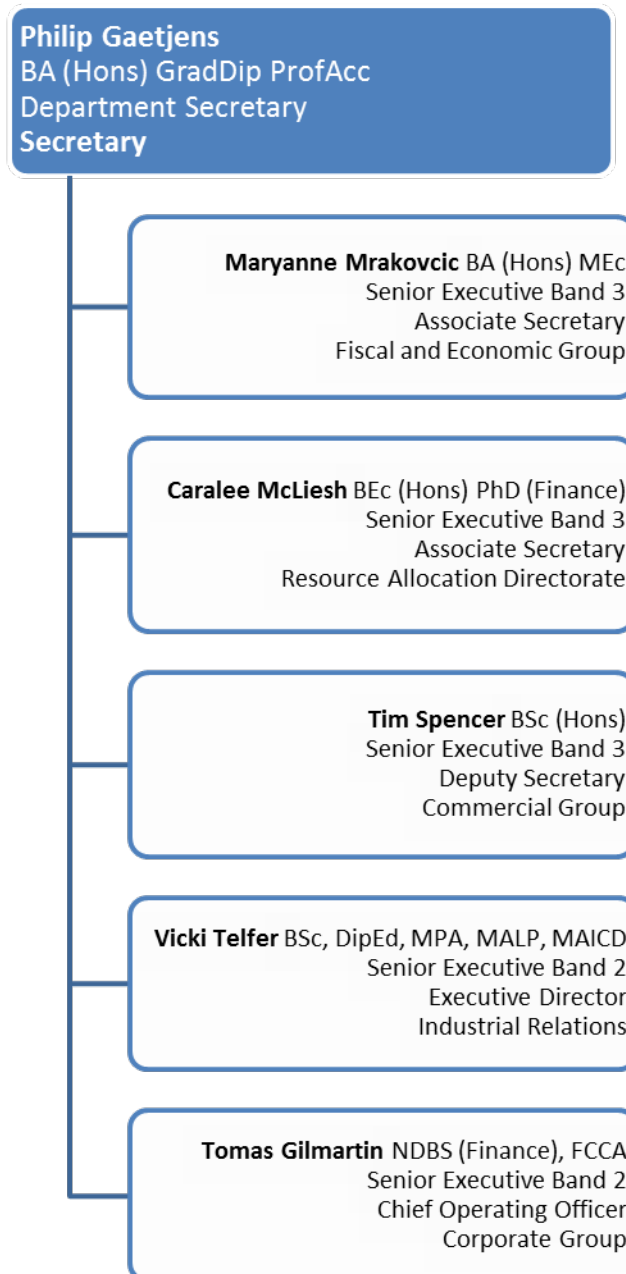 Philip Gaetjens
BA (Hons) GradDip ProfAcc
Department Secretary
Secretary
Maryanne Mrakovcic BA (Hons) MEc
Senior Executive Band 3
Associate Secretary
Fiscal and Economic Group
Caralee McLiesh BEc (Hons) PhD (Finance)
Senior Executive Band 3
Associate Secretary
Resource Allocation Directorate
Tim Spencer BSc (Hons)
Senior Executive Band 3
Deputy Secretary
Commercial Group
Vicki Telfer BSc, DipEd, MPA, MALP, MAICD
Senior Executive Band 2
Executive Director
Industrial Relations
Tomas Gilmartin NDBS (Finance), FCCA
Senior Executive Band 2
Chief Operating Officer
Corporate Group